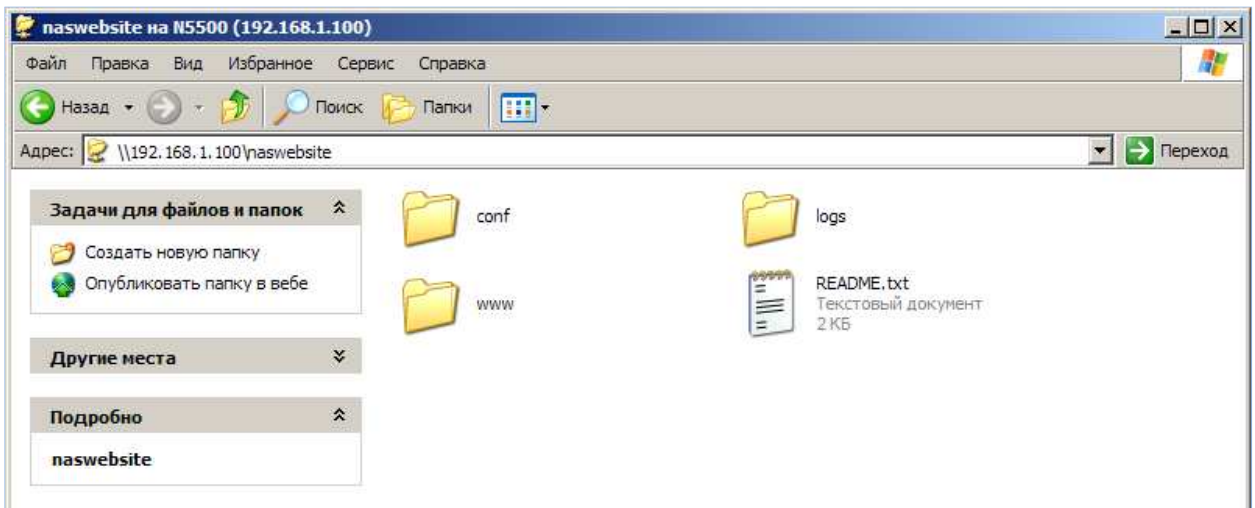 naswebsite на N5500 (192.168.1.100)
Файл Правка Вид Избранное Сервис Справка
Назад Поиск Папки
Адрес: \\192.168.1.100\naswebsite Переход
Задачи для файлов и папок
Создать новую папку
Опубликовать папку в вебе
Другие места
Подробно
naswebsite
conf
logs
www
README.txt
Текстовый документ
2 КБ